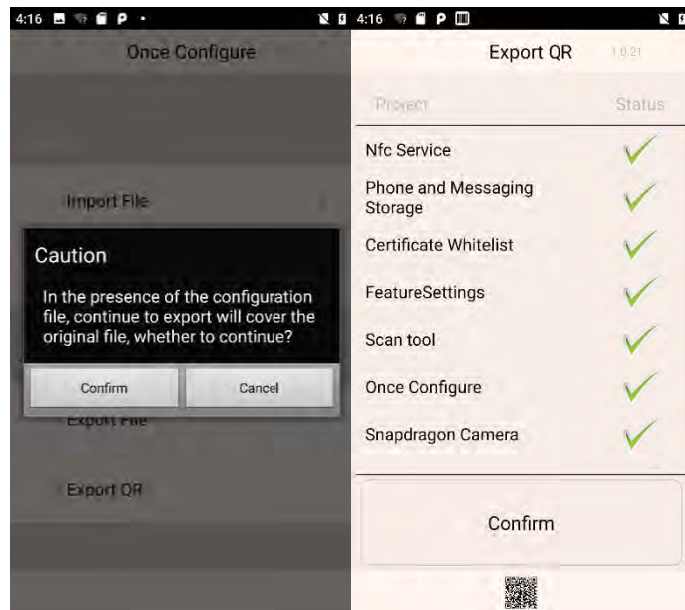 4:16
Once Configure
Import File
Caution
In the presence of the configuration
file, continue to export will cover the
original file, whether to continue?
Confirm
Cancel
Export File
Export QR
4:16
Export QR
1.0.21
Project
Status
Nfc Service
Phone and Messaging
Storage
Certificate Whitelist
FeatureSettings
Scan tool
Once Configure
Snapdragon Camera
Confirm